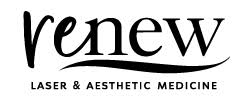 renew
LASER & AESTHETIC MEDICINE